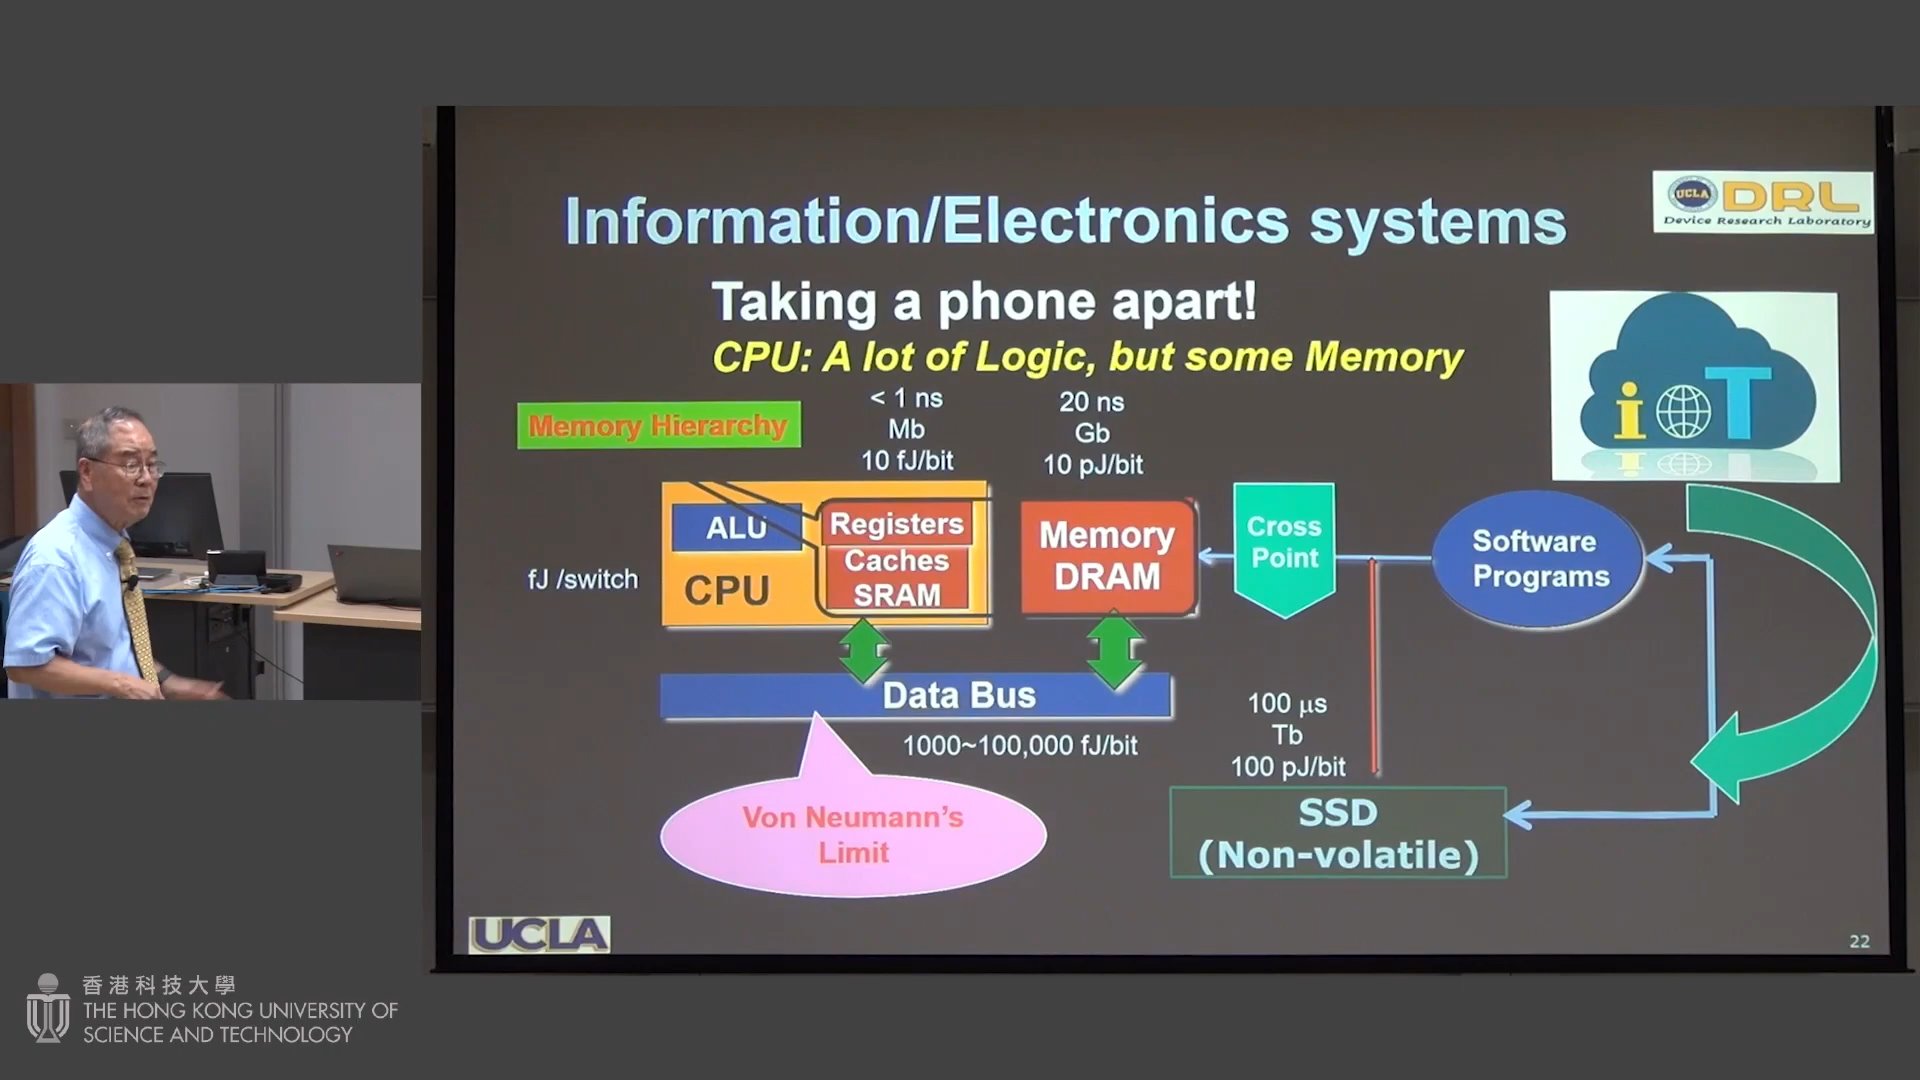 Information/Electronics systems
UCLA DRL
Device Research Laboratory
Taking a phone apart!
CPU: A lot of Logic, but some Memory
iOT
Memory Hierarchy
< 1 ns
Mb
10 fJ/bit
20 ns
Gb
10 pJ/bit
fJ /switch
ALU
CPU
Registers
Caches
SRAM
Memory
DRAM
Cross
Point
Software
Programs
Data Bus
1000~100,000 fJ/bit
100 μs
Tb
100 pJ/bit
Von Neumann's
Limit
SSD
(Non-volatile)
UCLA
22
香港科技大學
THE HONG KONG UNIVERSITY OF
SCIENCE AND TECHNOLOGY